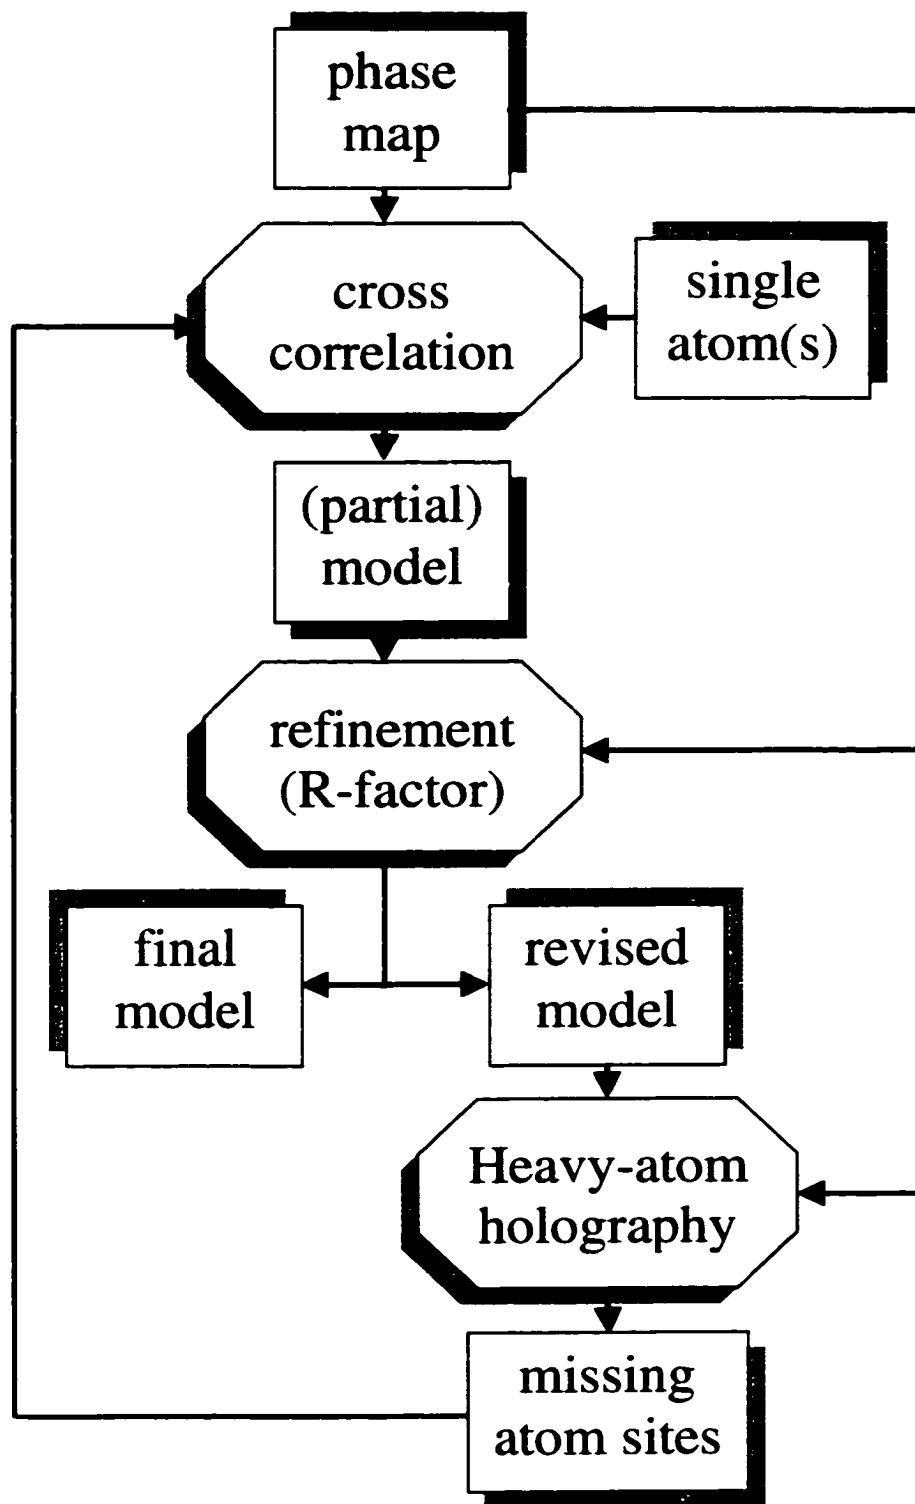 phase
map
cross
correlation
single
atom(s)
(partial)
model
refinement
(R-factor)
final
model
revised
model
Heavy-atom
holography
missing
atom sites